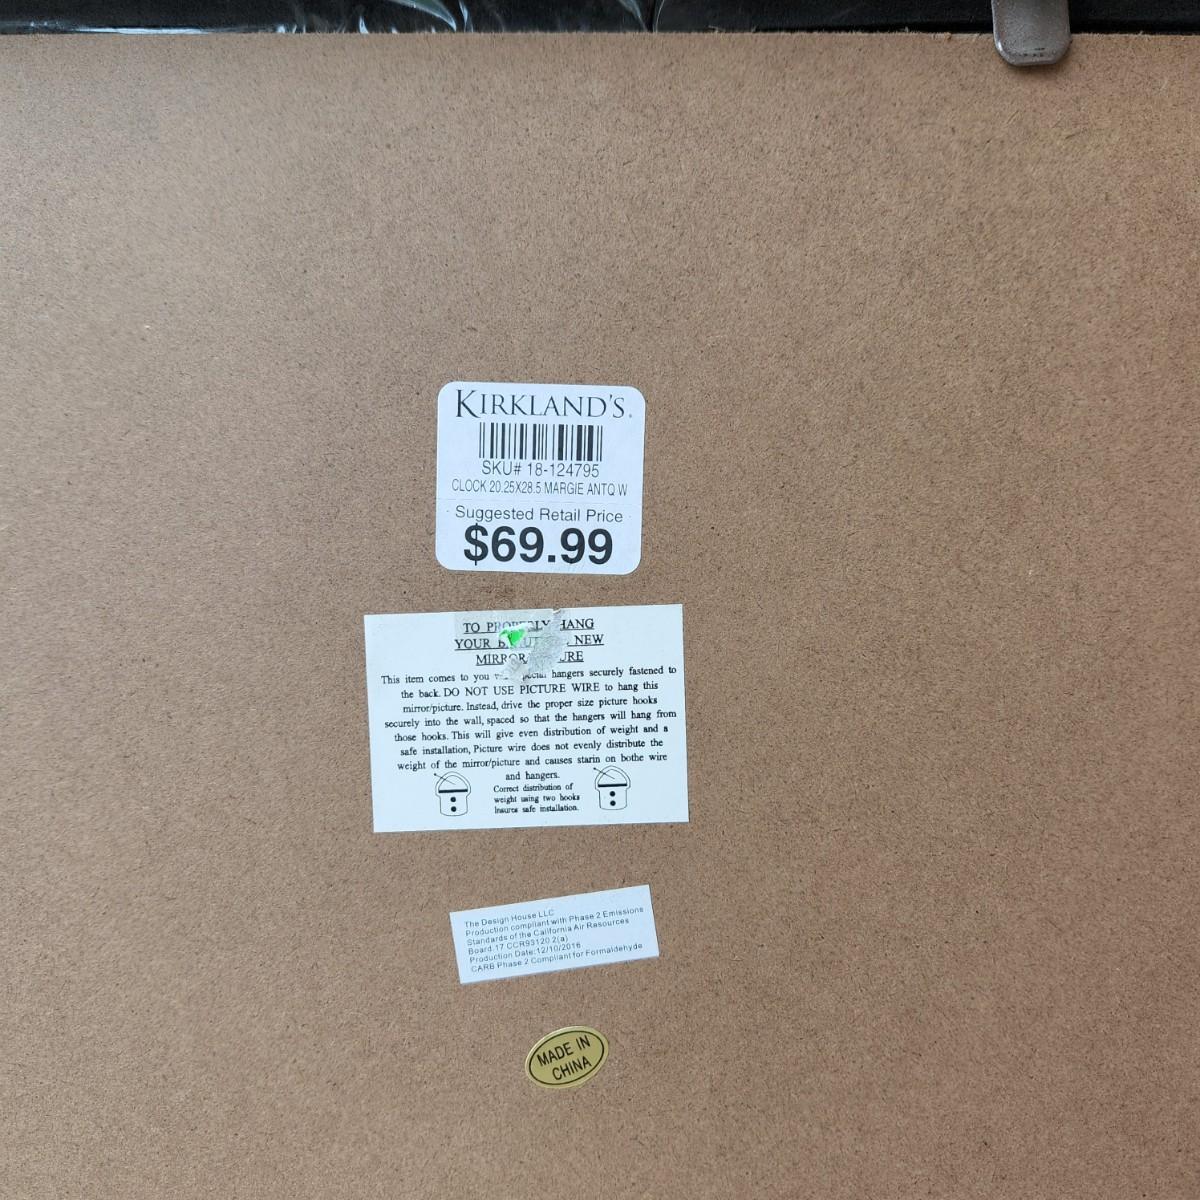 KIRKLAND'S.
SKU# 18-124795
CLOCK 20.25X28.5 MARGIE ANTQ W
Suggested Retail Price
$69.99
TO PROPERLY HANG
YOUR NEW
MIRROR
This item comes to you hangers securely fastened to
the back. DO NOT USE PICTURE WIRE to hang this
mirror/picture. Instead, drive the proper size picture hooks
securely into the wall, spaced so that the hangers will hang from
those hooks. This will give even distribution of weight and a
safe installation, Picture wire does not evenly distribute the
weight of the mirror/picture and causes starin on bothe wire
and hangers.
Correct distribution of
weight using two hooks
Insures safe installation.
The Design House LLC
Production compliant with Phase 2 Emissions
Standards of the California Air Resources
Board.17 CCR93120 2(a)
Production Date:12/10/2016
CARB Phase 2 Compliant for Formaldehyde
MADE IN
CHINA